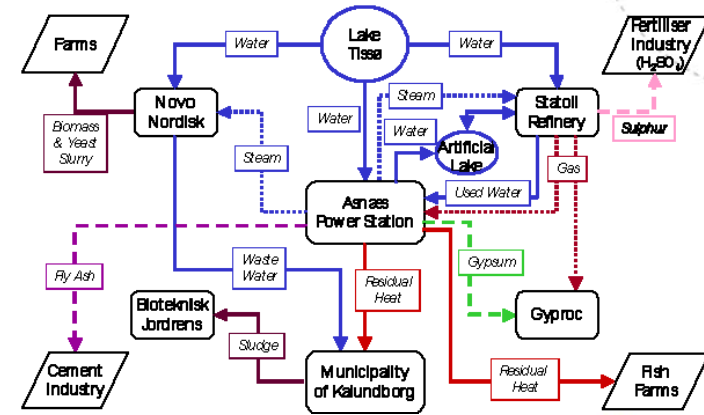 Farms
Water
Lake
Tissø
Water
Fertiliser
Industry
(H₂SO₄)
Novo
Nordisk
Steam
Statoil
Refinery
Water
Water
Biomass
& Yeast
Slurry
Steam
Artificial
Lake
Sulphur
Gas
Used Water
Asnaes
Power Station
Fly Ash
Waste
Water
Residual
Heat
Gypsum
Bioteknisk
Jordrens
Gyproc
Sludge
Cement
Industry
Municipality
of Kalundborg
Residual
Heat
Fish
Farms